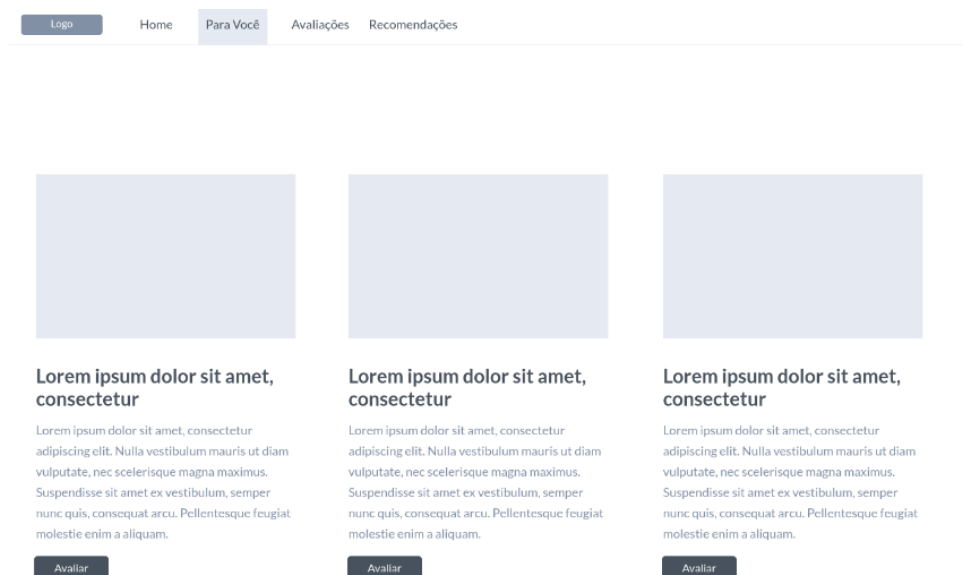 Logo
Home
Para Você
Avaliações
Recomendações
Lorem ipsum dolor sit amet,
consectetur
Lorem ipsum dolor sit amet, consectetur
adipiscing elit. Nulla vestibulum mauris ut diam
vulputate, nec scelerisque magna maximus.
Suspendisse sit amet ex vestibulum, semper
nunc quis, consequat arcu. Pellentesque feugiat
molestie enim a aliquam.
Avaliar
Lorem ipsum dolor sit amet,
consectetur
Lorem ipsum dolor sit amet, consectetur
adipiscing elit. Nulla vestibulum mauris ut diam
vulputate, nec scelerisque magna maximus.
Suspendisse sit amet ex vestibulum, semper
nunc quis, consequat arcu. Pellentesque feugiat
molestie enim a aliquam.
Avaliar
Lorem ipsum dolor sit amet,
consectetur
Lorem ipsum dolor sit amet, consectetur
adipiscing elit. Nulla vestibulum mauris ut diam
vulputate, nec scelerisque magna maximus.
Suspendisse sit amet ex vestibulum, semper
nunc quis, consequat arcu. Pellentesque feugiat
molestie enim a aliquam.
Avaliar